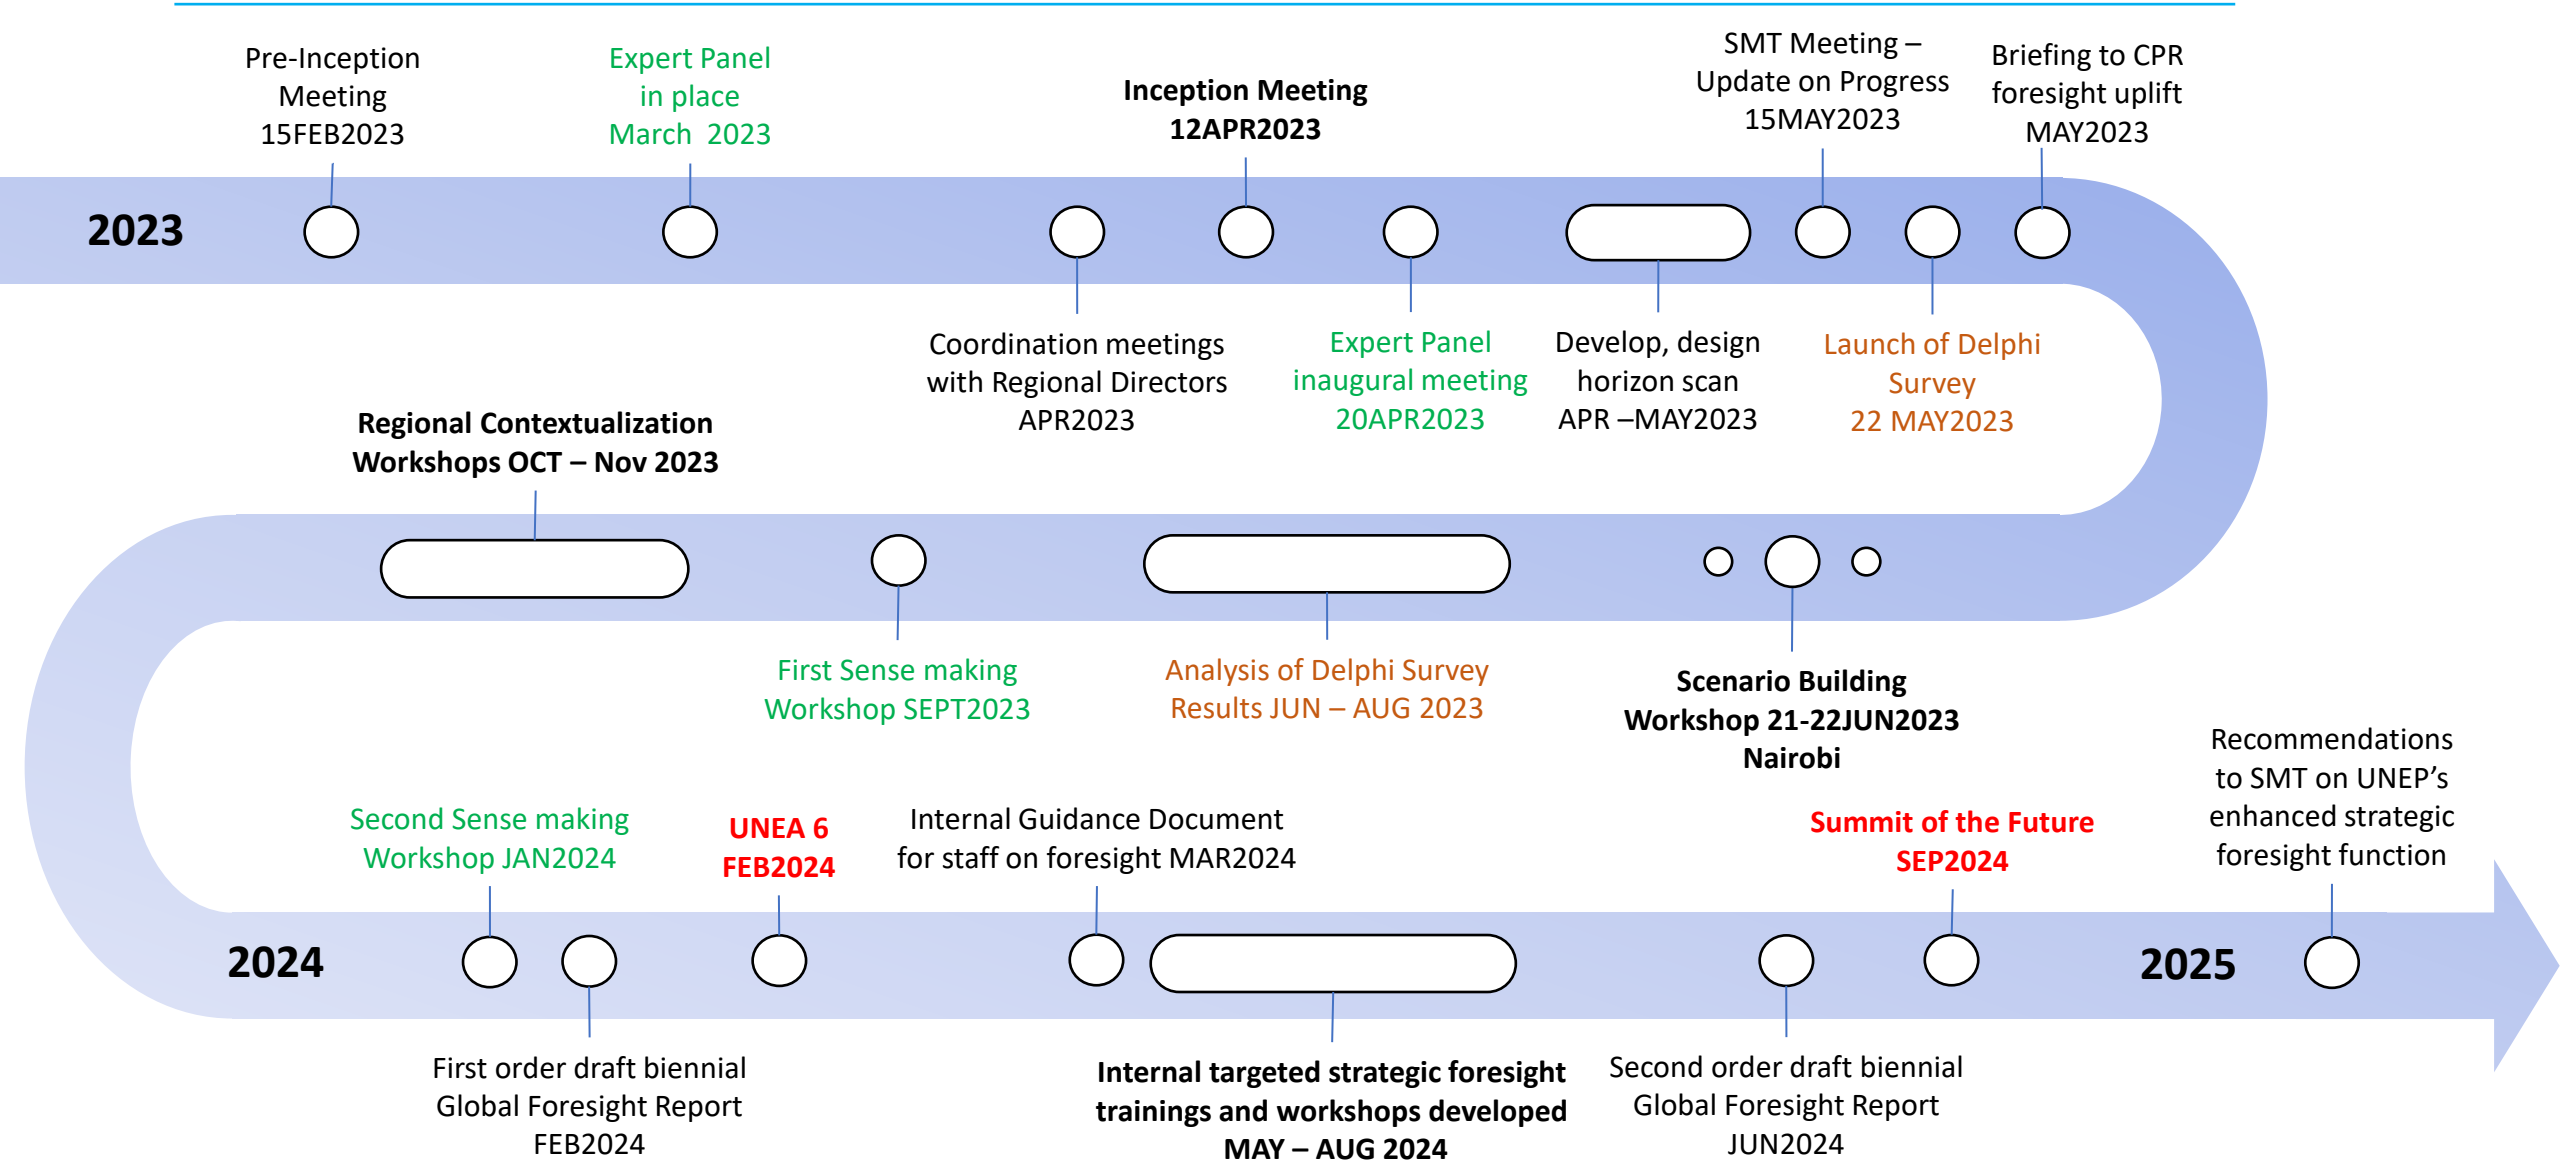 2023
Pre-Inception
Meeting
15FEB2023
Expert Panel
in place
March  2023
Coordination meetings
with Regional Directors
APR2023
Inception Meeting
12APR2023
Expert Panel
inaugural meeting
20APR2023
Develop, design
horizon scan
APR –MAY2023
SMT Meeting –
Update on Progress
15MAY2023
Launch of Delphi
Survey
22 MAY2023
Briefing to CPR
foresight uplift
MAY2023
Scenario Building
Workshop 21-22JUN2023
Nairobi
Analysis of Delphi Survey
Results JUN – AUG 2023
First Sense making
Workshop SEPT2023
Regional Contextualization
Workshops OCT – Nov 2023
2024
Second Sense making
Workshop JAN2024
First order draft biennial
Global Foresight Report
FEB2024
UNEA 6
FEB2024
Internal Guidance Document
for staff on foresight MAR2024
Internal targeted strategic foresight
trainings and workshops developed
MAY – AUG 2024
Second order draft biennial
Global Foresight Report
JUN2024
Summit of the Future
SEP2024
2025
Recommendations
to SMT on UNEP’s
enhanced strategic
foresight function